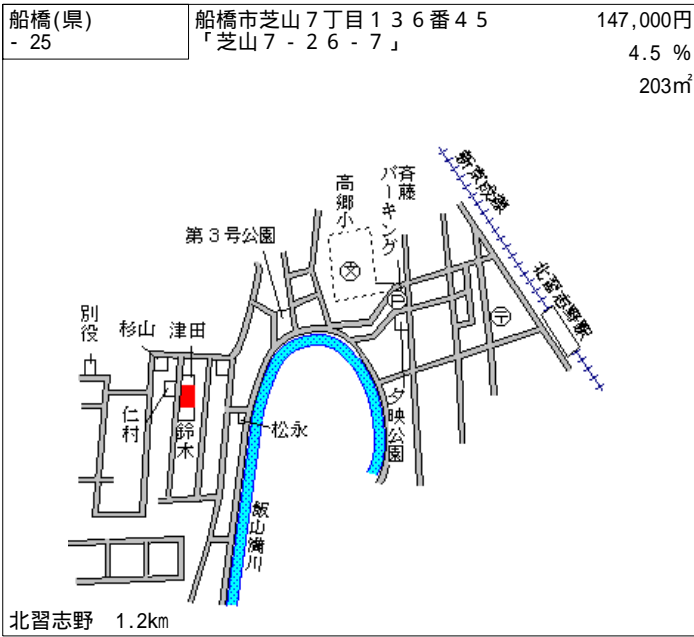 船橋(県)
- 25
船橋市芝山７丁目１３６番４５
「芝山７-２６-７」
147,000円
4.5 %
203㎡
新京成線
斉藤
パーキング
高郷小
文
第３号公園
北習志野駅
〒
別役
杉山
津田
仁村
鈴木
松永
夕映公園
飯山満川
北習志野 1.2km